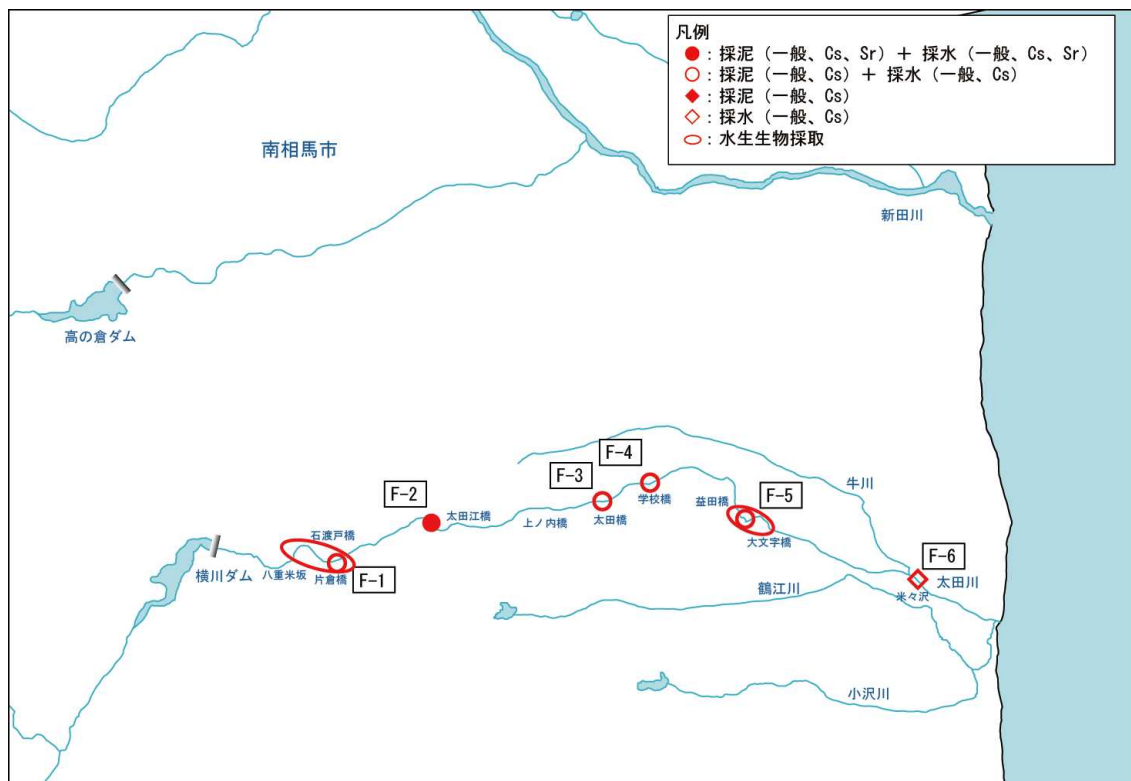 凡例
：採泥（一般、Cs、Sr）＋ 採水（一般、Cs、Sr）
：採泥（一般、Cs）＋ 採水（一般、Cs）
：採泥（一般、Cs）
：採水（一般、Cs）
：水生生物採取
南相馬市
新田川
高の倉ダム
F-4
F-3
F-2
学校橋
牛川
益田橋
F-5
太田江橋
上ノ内橋
太田橋
石渡戸橋
大文字橋
F-6
横川ダム
八重米坂
片倉橋
F-1
鶴江川
米々沢
太田川
小沢川